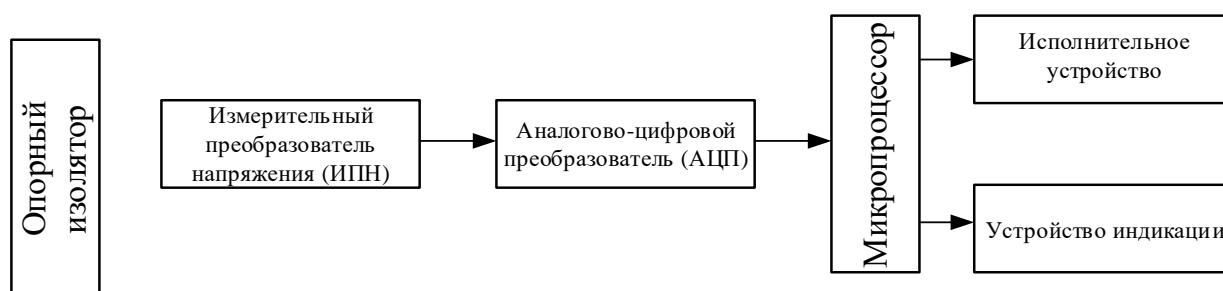 Опорный
изолятор
Измерительный
преобразователь
напряжения (ИПН)
Аналогово-цифровой
преобразователь (АЦП)
Микропроцессор
Исполнительное
устройство
Устройство индикации